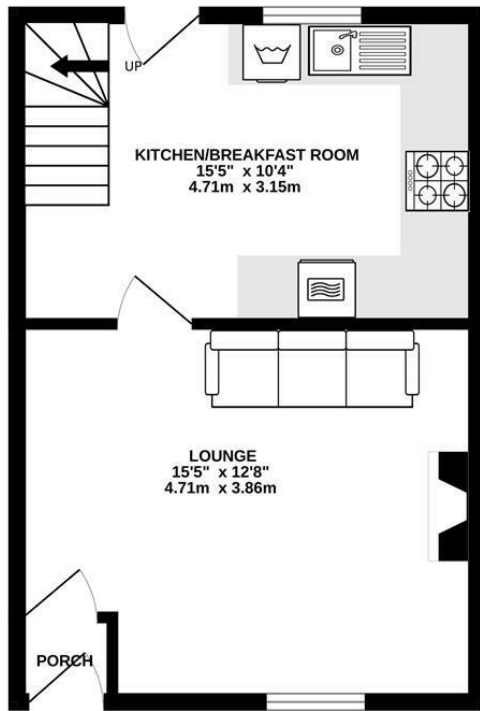 UP
KITCHEN/BREAKFAST ROOM
15'5" x 10'4"
4.71m x 3.15m
LOUNGE
15'5" x 12'8"
4.71m x 3.86m
PORCH